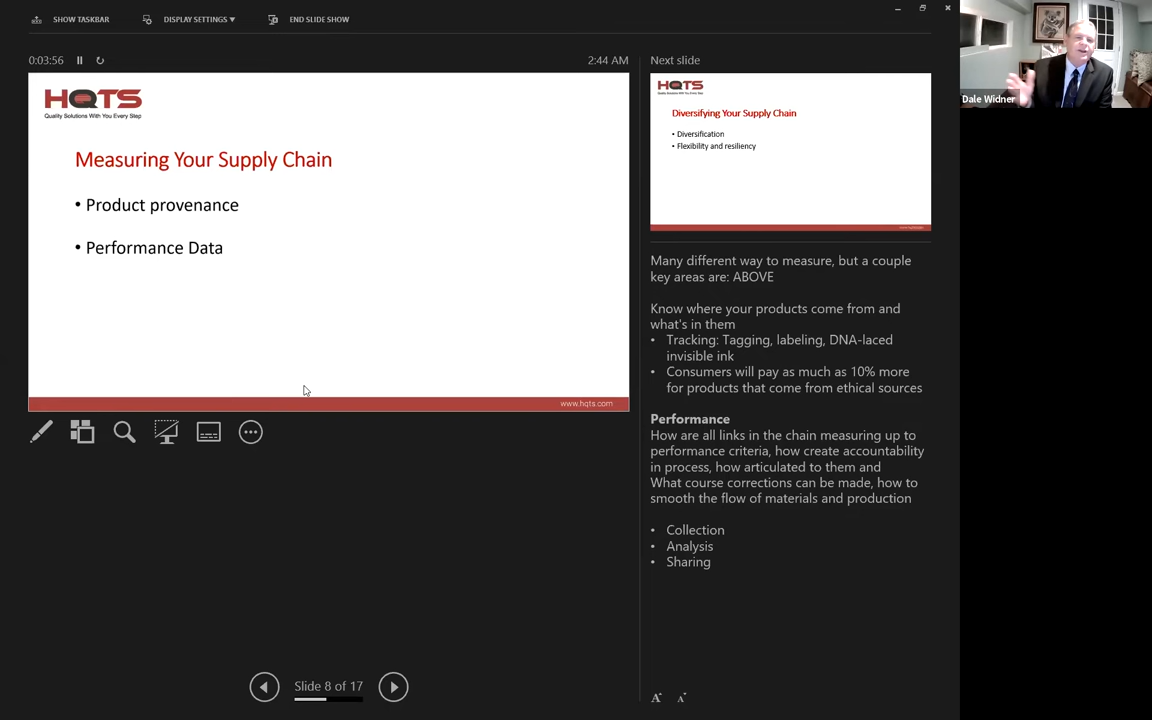 SHOW TASKBAR
DISPLAY SETTINGS ▼
END SLIDE SHOW
0:03:56
2:44 AM
HQTS
Quality Solutions With You Every Step
Measuring Your Supply Chain
• Product provenance
• Performance Data
www.hqts.com
Slide 8 of 17
Next slide
HQTS
Quality Solutions With You Every Step
Diversifying Your Supply Chain
• Diversification
• Flexibility and resiliency
Many different way to measure, but a couple
key areas are: ABOVE
Know where your products come from and
what's in them
• Tracking: Tagging, labeling, DNA-laced
invisible ink
• Consumers will pay as much as 10% more
for products that come from ethical sources
Performance
How are all links in the chain measuring up to
performance criteria, how create accountability
in process, how articulated to them and
What course corrections can be made, how to
smooth the flow of materials and production
• Collection
• Analysis
• Sharing
A A
Dale Widner